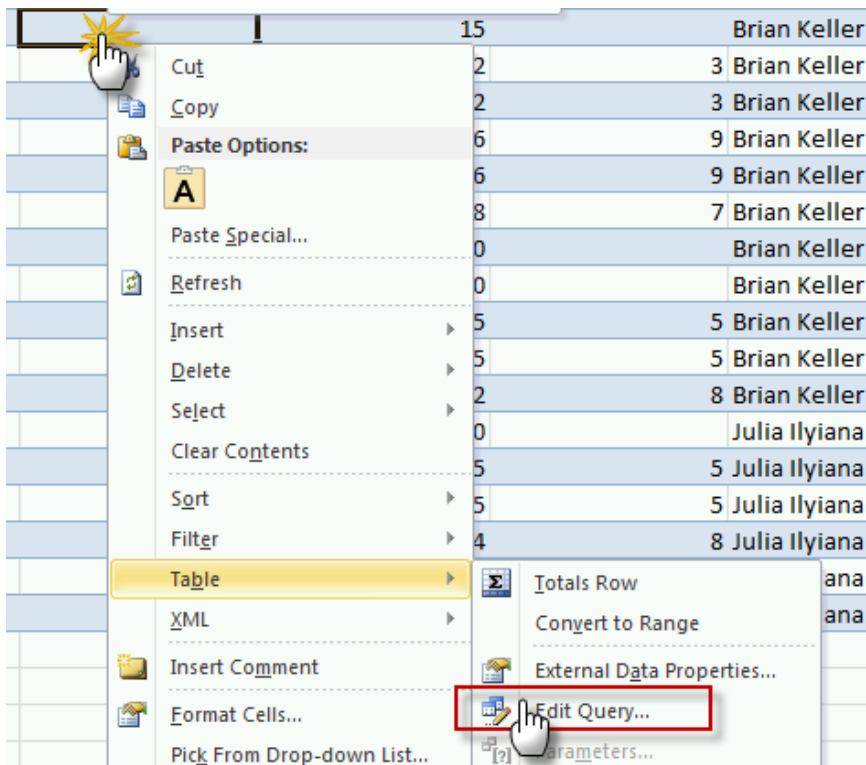 15 Brian Keller
Cut 2 3 Brian Keller
Copy 2 3 Brian Keller
Paste Options: 6 9 Brian Keller
A 6 9 Brian Keller
8 7 Brian Keller
Paste Special... 0 Brian Keller
Refresh 0 Brian Keller
Insert 5 5 Brian Keller
Delete 5 5 Brian Keller
Select 2 8 Brian Keller
Clear Contents 0 Julia Ilyiana
5 5 Julia Ilyiana
Sort 5 5 Julia Ilyiana
Filter 4 8 Julia Ilyiana
Table Σ Totals Row ana
XML Convert to Range ana
Insert Comment External Data Properties...
Format Cells... Edit Query...
Pick From Drop-down List... [?] Parameters...